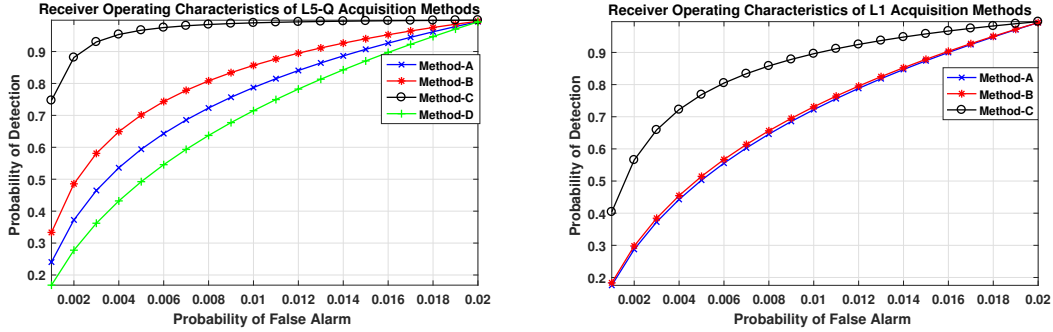 Receiver Operating Characteristics of L5-Q Acquisition Methods
Probability of Detection
0.9
0.8
0.7
0.6
0.5
0.4
0.3
0.2
Method-A
Method-B
Method-C
Method-D
0.002 0.004 0.006 0.008 0.01 0.012 0.014 0.016 0.018 0.02
Probability of False Alarm
Receiver Operating Characteristics of L1 Acquisition Methods
Probability of Detection
0.9
0.8
0.7
0.6
0.5
0.4
0.3
0.2
Method-A
Method-B
Method-C
0.002 0.004 0.006 0.008 0.01 0.012 0.014 0.016 0.018 0.02
Probability of False Alarm